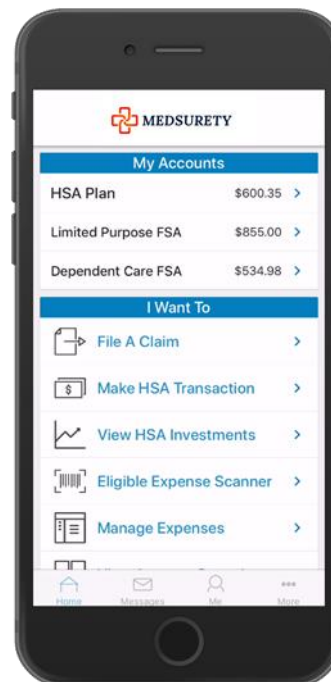 MEDSURETY
My Accounts
HSA Plan $600.35
Limited Purpose FSA $855.00
Dependent Care FSA $534.98
I Want To
File A Claim
$ Make HSA Transaction
View HSA Investments
Eligible Expense Scanner
Manage Expenses
Home Messages Me More